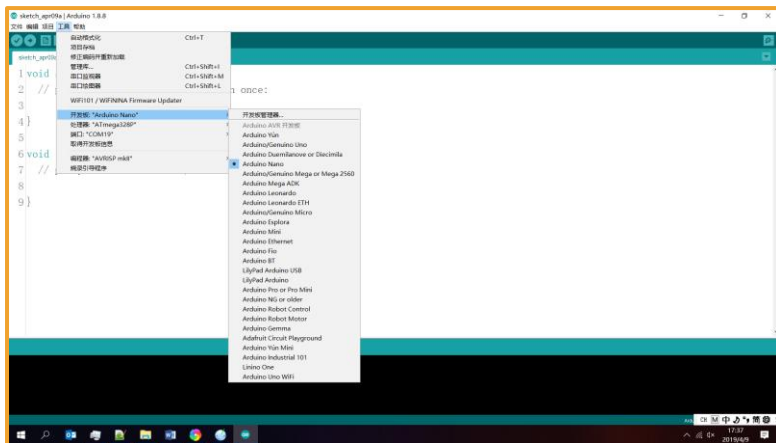 sketch_apr09a | Arduino 1.8.8
文件 编辑 项目 工具 帮助
自动格式化 Ctrl+T
项目存档
修正编码并重新加载
管理库... Ctrl+Shift+I
串口监视器 Ctrl+Shift+M
串口绘图器 Ctrl+Shift+L
WiFi101 / WiFiNINA Firmware Updater
开发板: "Arduino Nano"
处理器: "ATmega328P"
端口: "COM19"
取得开发板信息
编程器: "AVRISP mkII"
烧录引导程序
1 void
2 // n once:
3
4 }
5
6 void
7 //
8
9 }
开发板管理器...
Arduino AVR 开发板
Arduino Yún
Arduino/Genuino Uno
Arduino Duemilanove or Diecimila
Arduino Nano
Arduino/Genuino Mega or Mega 2560
Arduino Mega ADK
Arduino Leonardo
Arduino Leonardo ETH
Arduino/Genuino Micro
Arduino Esplora
Arduino Mini
Arduino Ethernet
Arduino Fio
Arduino BT
LilyPad Arduino USB
LilyPad Arduino
Arduino Pro or Pro Mini
Arduino NG or older
Arduino Robot Control
Arduino Robot Motor
Arduino Gemma
Adafruit Circuit Playground
Arduino Yún Mini
Arduino Industrial 101
Linino One
Arduino Uno WiFi
CH M 中 简
17:37
2019/4/9